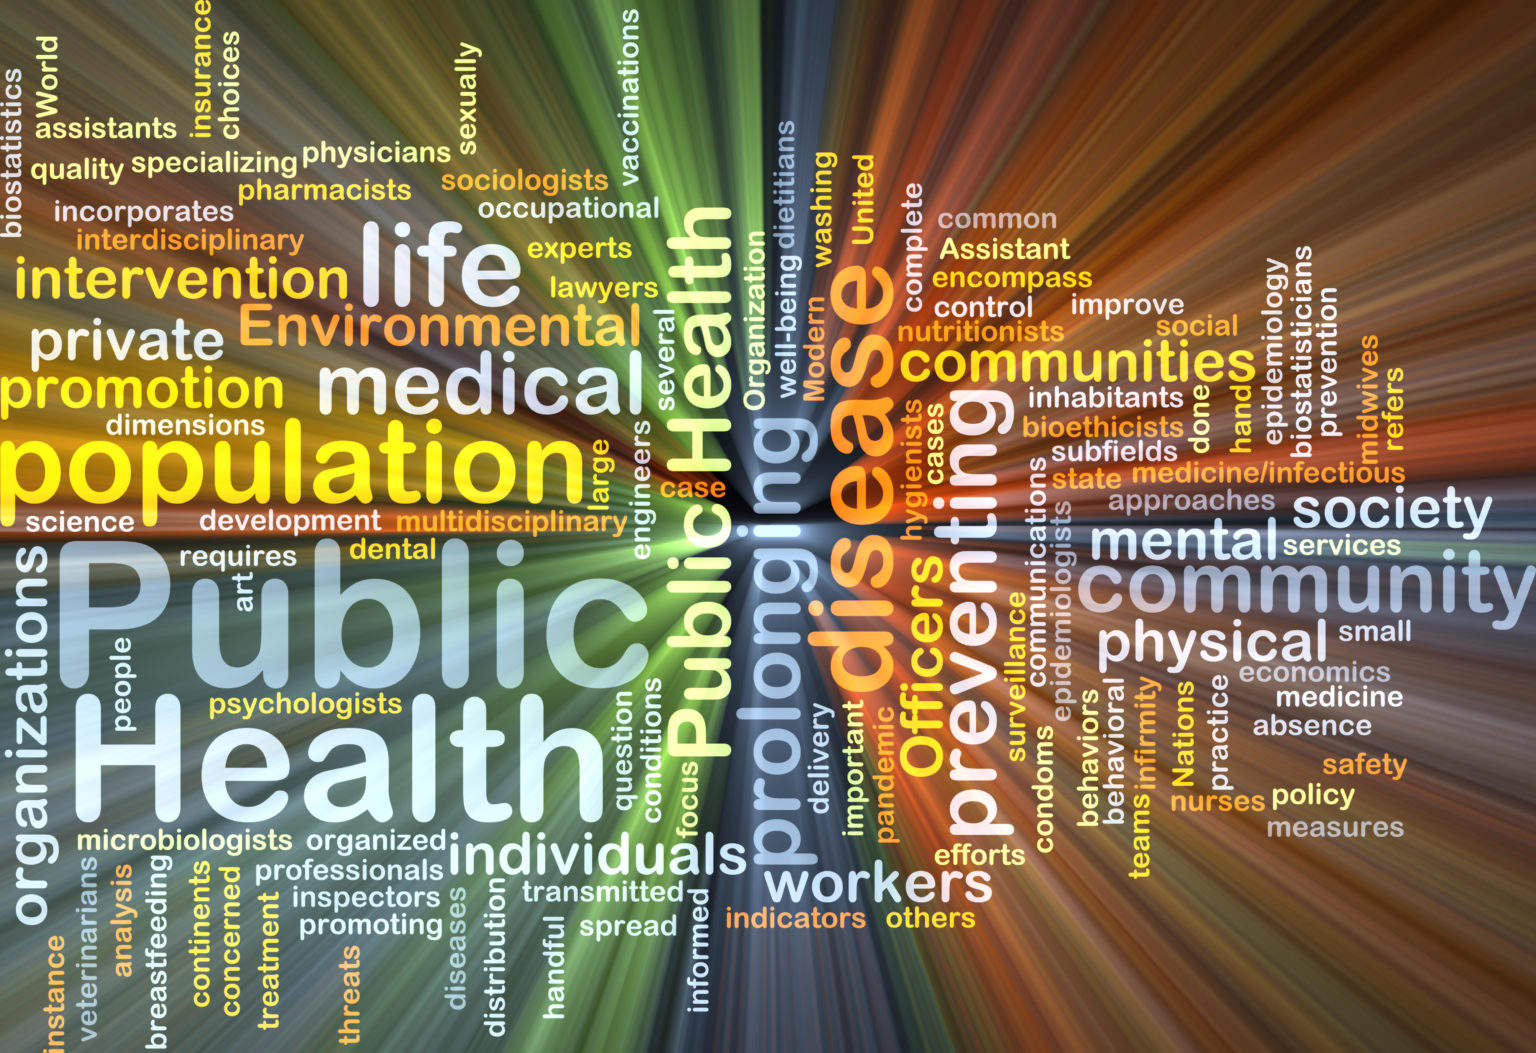 biostatistics
World
assistants
insurance
choices
quality
specializing
physicians
sexually
pharmacists
sociologists
vaccinations
incorporates
occupational
interdisciplinary
intervention
life
experts
lawyers
private
Environmental
promotion
medical
several
dimensions
population
large
engineers
case
science
development
multidisciplinary
requires
dental
art
Public
Health
organizations
people
psychologists
question
conditions
focus
Public Health
Organization
well-being
dietitians
washing
United
Modern
prolonging
disease
complete
common
Assistant
encompass
control
improve
nutritionists
social
communities
inhabitants
bioethicists
subfields
done
hand
epidemiology
biostatisticians
prevention
midwives
refers
state
medicine/infectious
approaches
society
mental
services
community
physical
small
economics
medicine
absence
safety
policy
nurses
measures
hygienists
cases
preventing
Officers
communications
epidemiologists
surveillance
condoms
behaviors
behavioral
infirmity
teams
Nations
practice
delivery
important
pandemic
efforts
workers
indicators
others
microbiologists
organized
individuals
professionals
inspectors
transmitted
promoting
spread
informed
handful
distribution
diseases
threats
treatment
concerned
continents
breastfeeding
analysis
veterinarians
instance